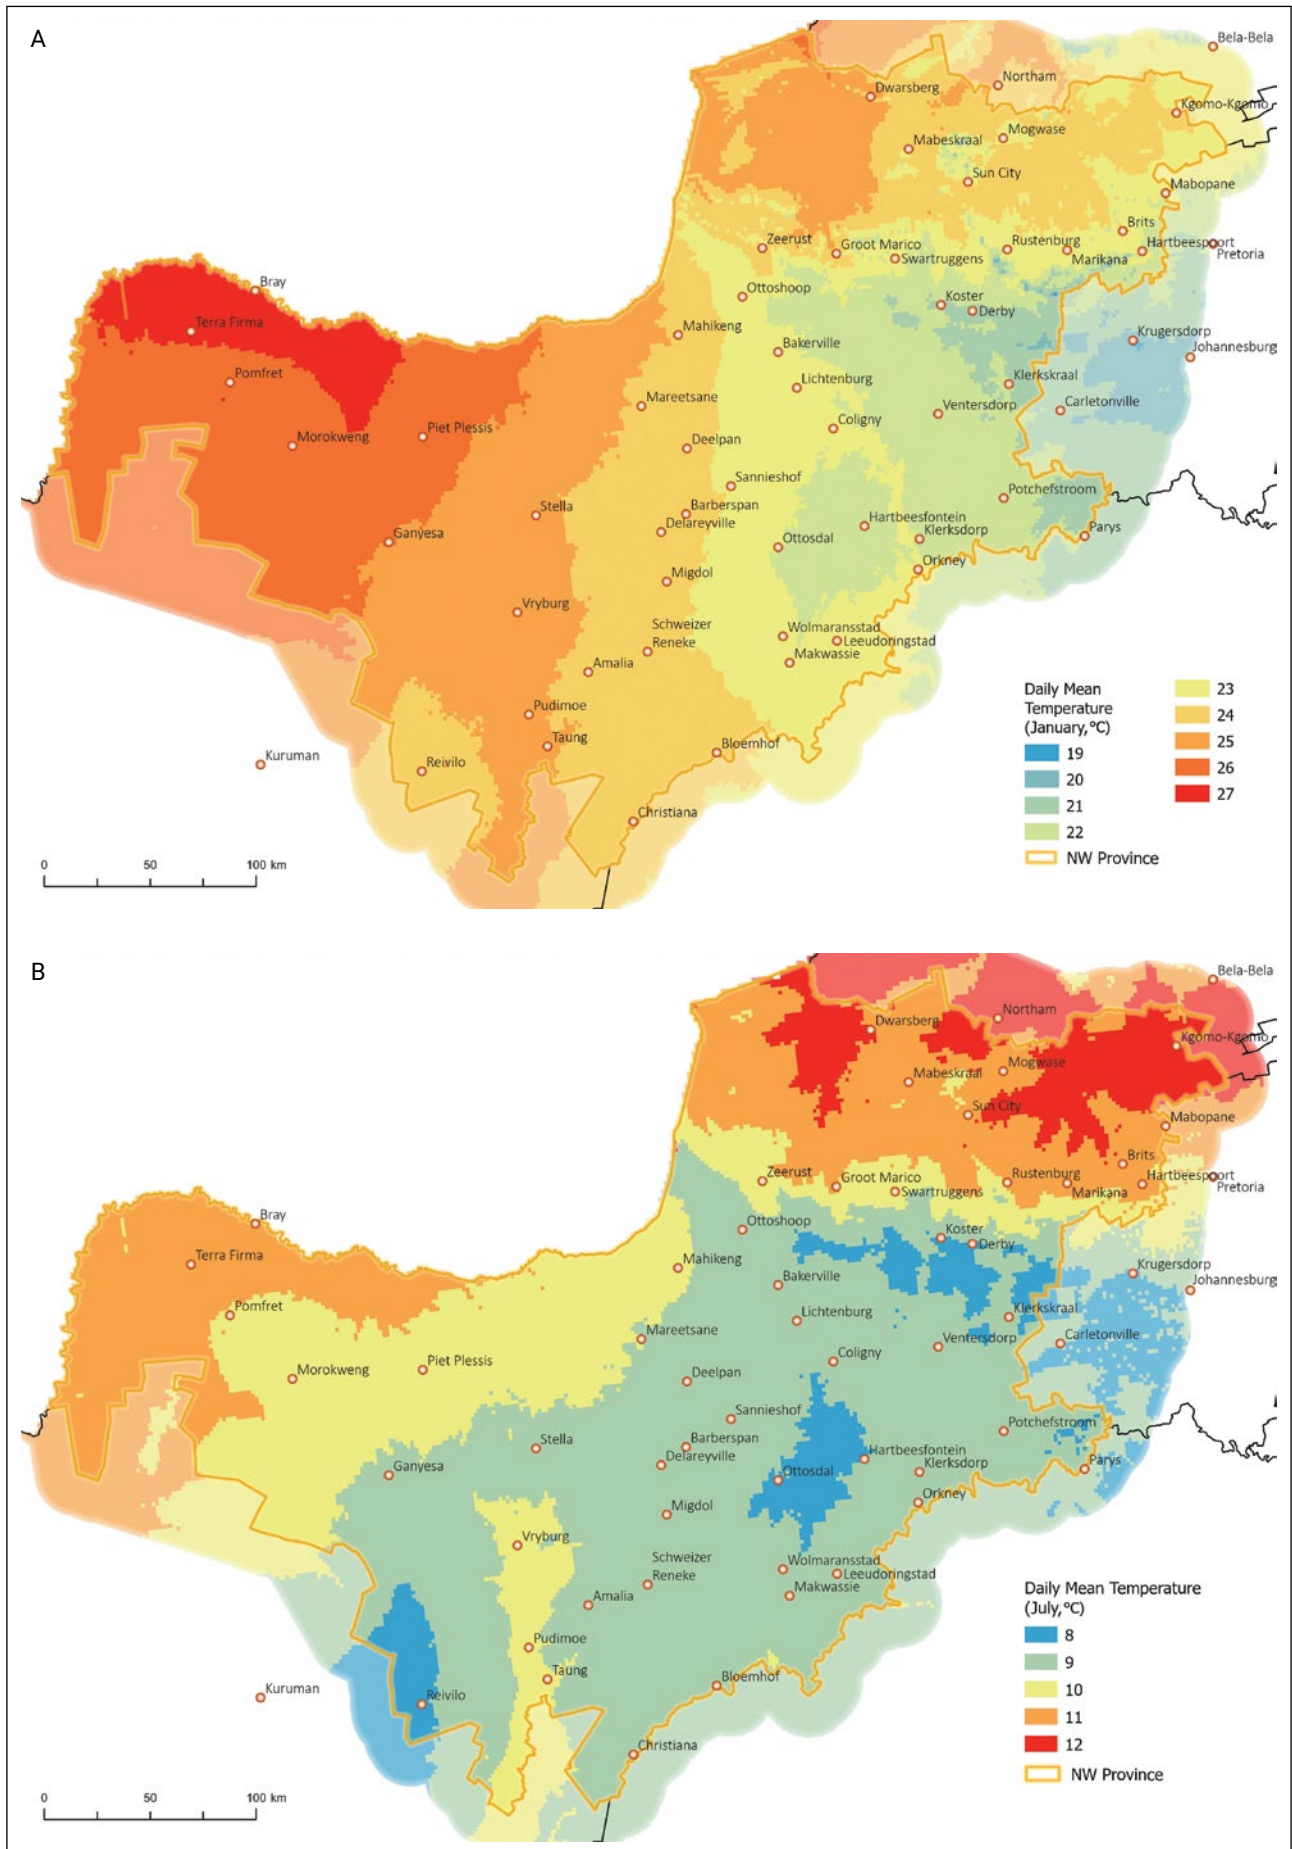 A
Bela-Bela
Northam
Dwarsberg
Kgomo-Kgomo
Mogwase
Mabeskraal
Sun City
Mabopane
Brits
Zeerust
Groot Marico
Rustenburg
Hartbeespoort
Swartruggens
Marikana
Pretoria
Bray
Ottoshoop
Koster
Derby
Terra Firma
Mahikeng
Krugersdorp
Bakerville
Johannesburg
Pomfret
Lichtenburg
Klerkskraal
Mareetsane
Ventersdorp
Carletonville
Piet Plessis
Coligny
Morokweng
Deelpan
Sannieshof
Potchefstroom
Stella
Barberspan
Delareyville
Hartbeesfontein
Parys
Ganyesa
Klerksdorp
Ottosdal
Orkney
Migdol
Vryburg
Schweizer
Reneke
Wolmaransstad
Leeudoringstad
Makwassie
Amalia
Pudimoe
Taung
Bloemhof
Kuruman
Reivilo
Christiana
Daily Mean
Temperature
(January,°C)
19
20
21
22
23
24
25
26
27
NW Province
0 50 100 km
B
Bela-Bela
Northam
Dwarsberg
Kgomo-Kgomo
Mogwase
Mabeskraal
Sun City
Mabopane
Brits
Zeerust
Groot Marico
Rustenburg
Hartbeespoort
Swartruggens
Marikana
Pretoria
Bray
Ottoshoop
Koster
Derby
Terra Firma
Mahikeng
Krugersdorp
Bakerville
Johannesburg
Pomfret
Lichtenburg
Klerkskraal
Mareetsane
Ventersdorp
Carletonville
Piet Plessis
Coligny
Morokweng
Deelpan
Sannieshof
Potchefstroom
Stella
Barberspan
Delareyville
Hartbeesfontein
Parys
Ganyesa
Klerksdorp
Ottosdal
Orkney
Migdol
Vryburg
Schweizer
Reneke
Wolmaransstad
Leeudoringstad
Makwassie
Amalia
Pudimoe
Taung
Bloemhof
Kuruman
Reivilo
Christiana
Daily Mean Temperature
(July,°C)
8
9
10
11
12
NW Province
0 50 100 km